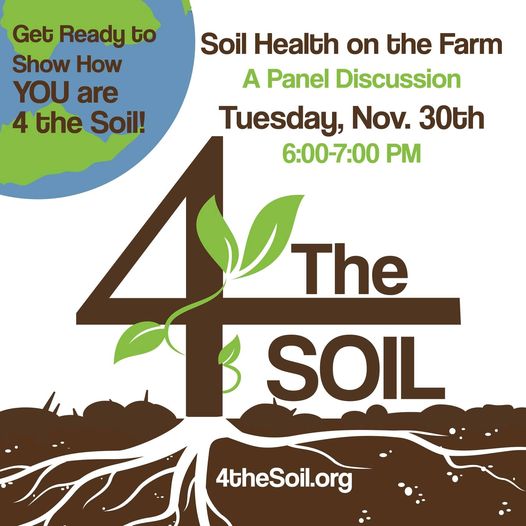 Get Ready to
Show How
YOU are
4 the Soil!
Soil Health on the Farm
A Panel Discussion
Tuesday, Nov. 30th
6:00-7:00 PM
4 The
SOIL
4theSoil.org